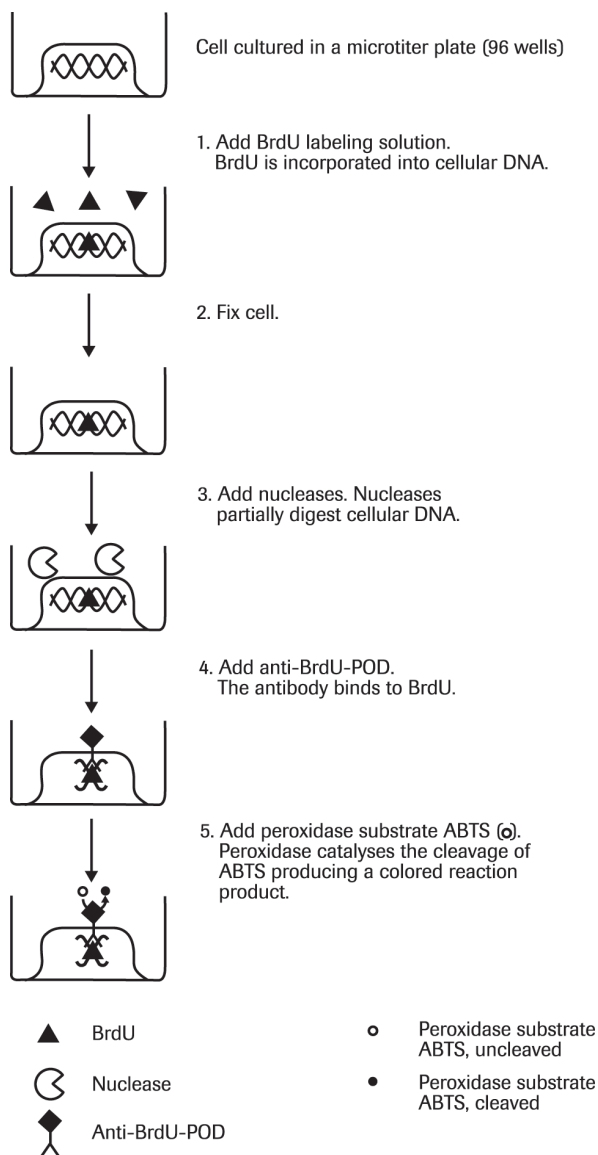 Cell cultured in a microtiter plate (96 wells)
1. Add BrdU labeling solution.
BrdU is incorporated into cellular DNA.
2. Fix cell.
3. Add nucleases. Nucleases
partially digest cellular DNA.
4. Add anti-BrdU-POD.
The antibody binds to BrdU.
5. Add peroxidase substrate ABTS (o).
Peroxidase catalyses the cleavage of
ABTS producing a colored reaction
product.
BrdU
Nuclease
Anti-BrdU-POD
Peroxidase substrate
ABTS, uncleaved
Peroxidase substrate
ABTS, cleaved